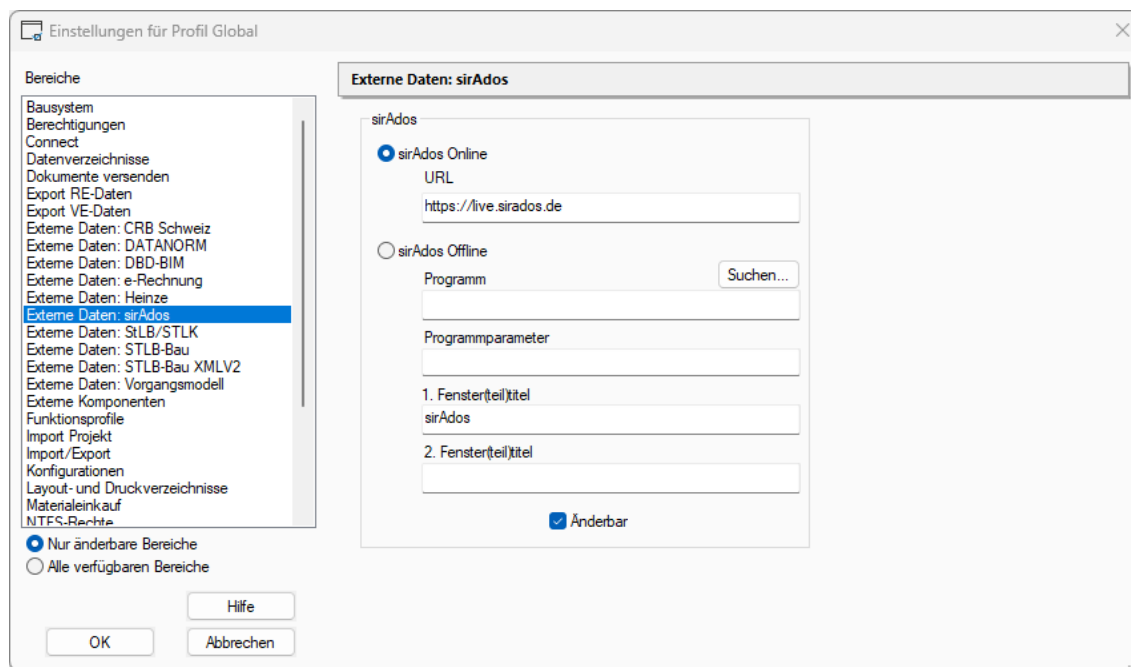 Einstellungen für Profil Global
Bereiche
Bausystem
Berechtigungen
Connect
Datenverzeichnisse
Dokumente versenden
Export RE-Daten
Export VE-Daten
Externe Daten: CRB Schweiz
Externe Daten: DATANORM
Externe Daten: DBD-BIM
Externe Daten: e-Rechnung
Externe Daten: Heinze
Externe Daten: sirAdos
Externe Daten: StLB/STLK
Externe Daten: STLB-Bau
Externe Daten: STLB-Bau XMLV2
Externe Daten: Vorgangsmodell
Externe Komponenten
Funktionsprofile
Import Projekt
Import/Export
Konfigurationen
Layout- und Druckverzeichnisse
Materialeinkauf
NTFS-Rechte
Nur änderbare Bereiche
Alle verfügbaren Bereiche
Hilfe
OK
Abbrechen
Externe Daten: sirAdos
sirAdos
sirAdos Online
URL
https://live.sirados.de
sirAdos Offline
Programm
Suchen...
Programmparameter
1. Fenster(teil)titel
sirAdos
2. Fenster(teil)titel
Änderbar